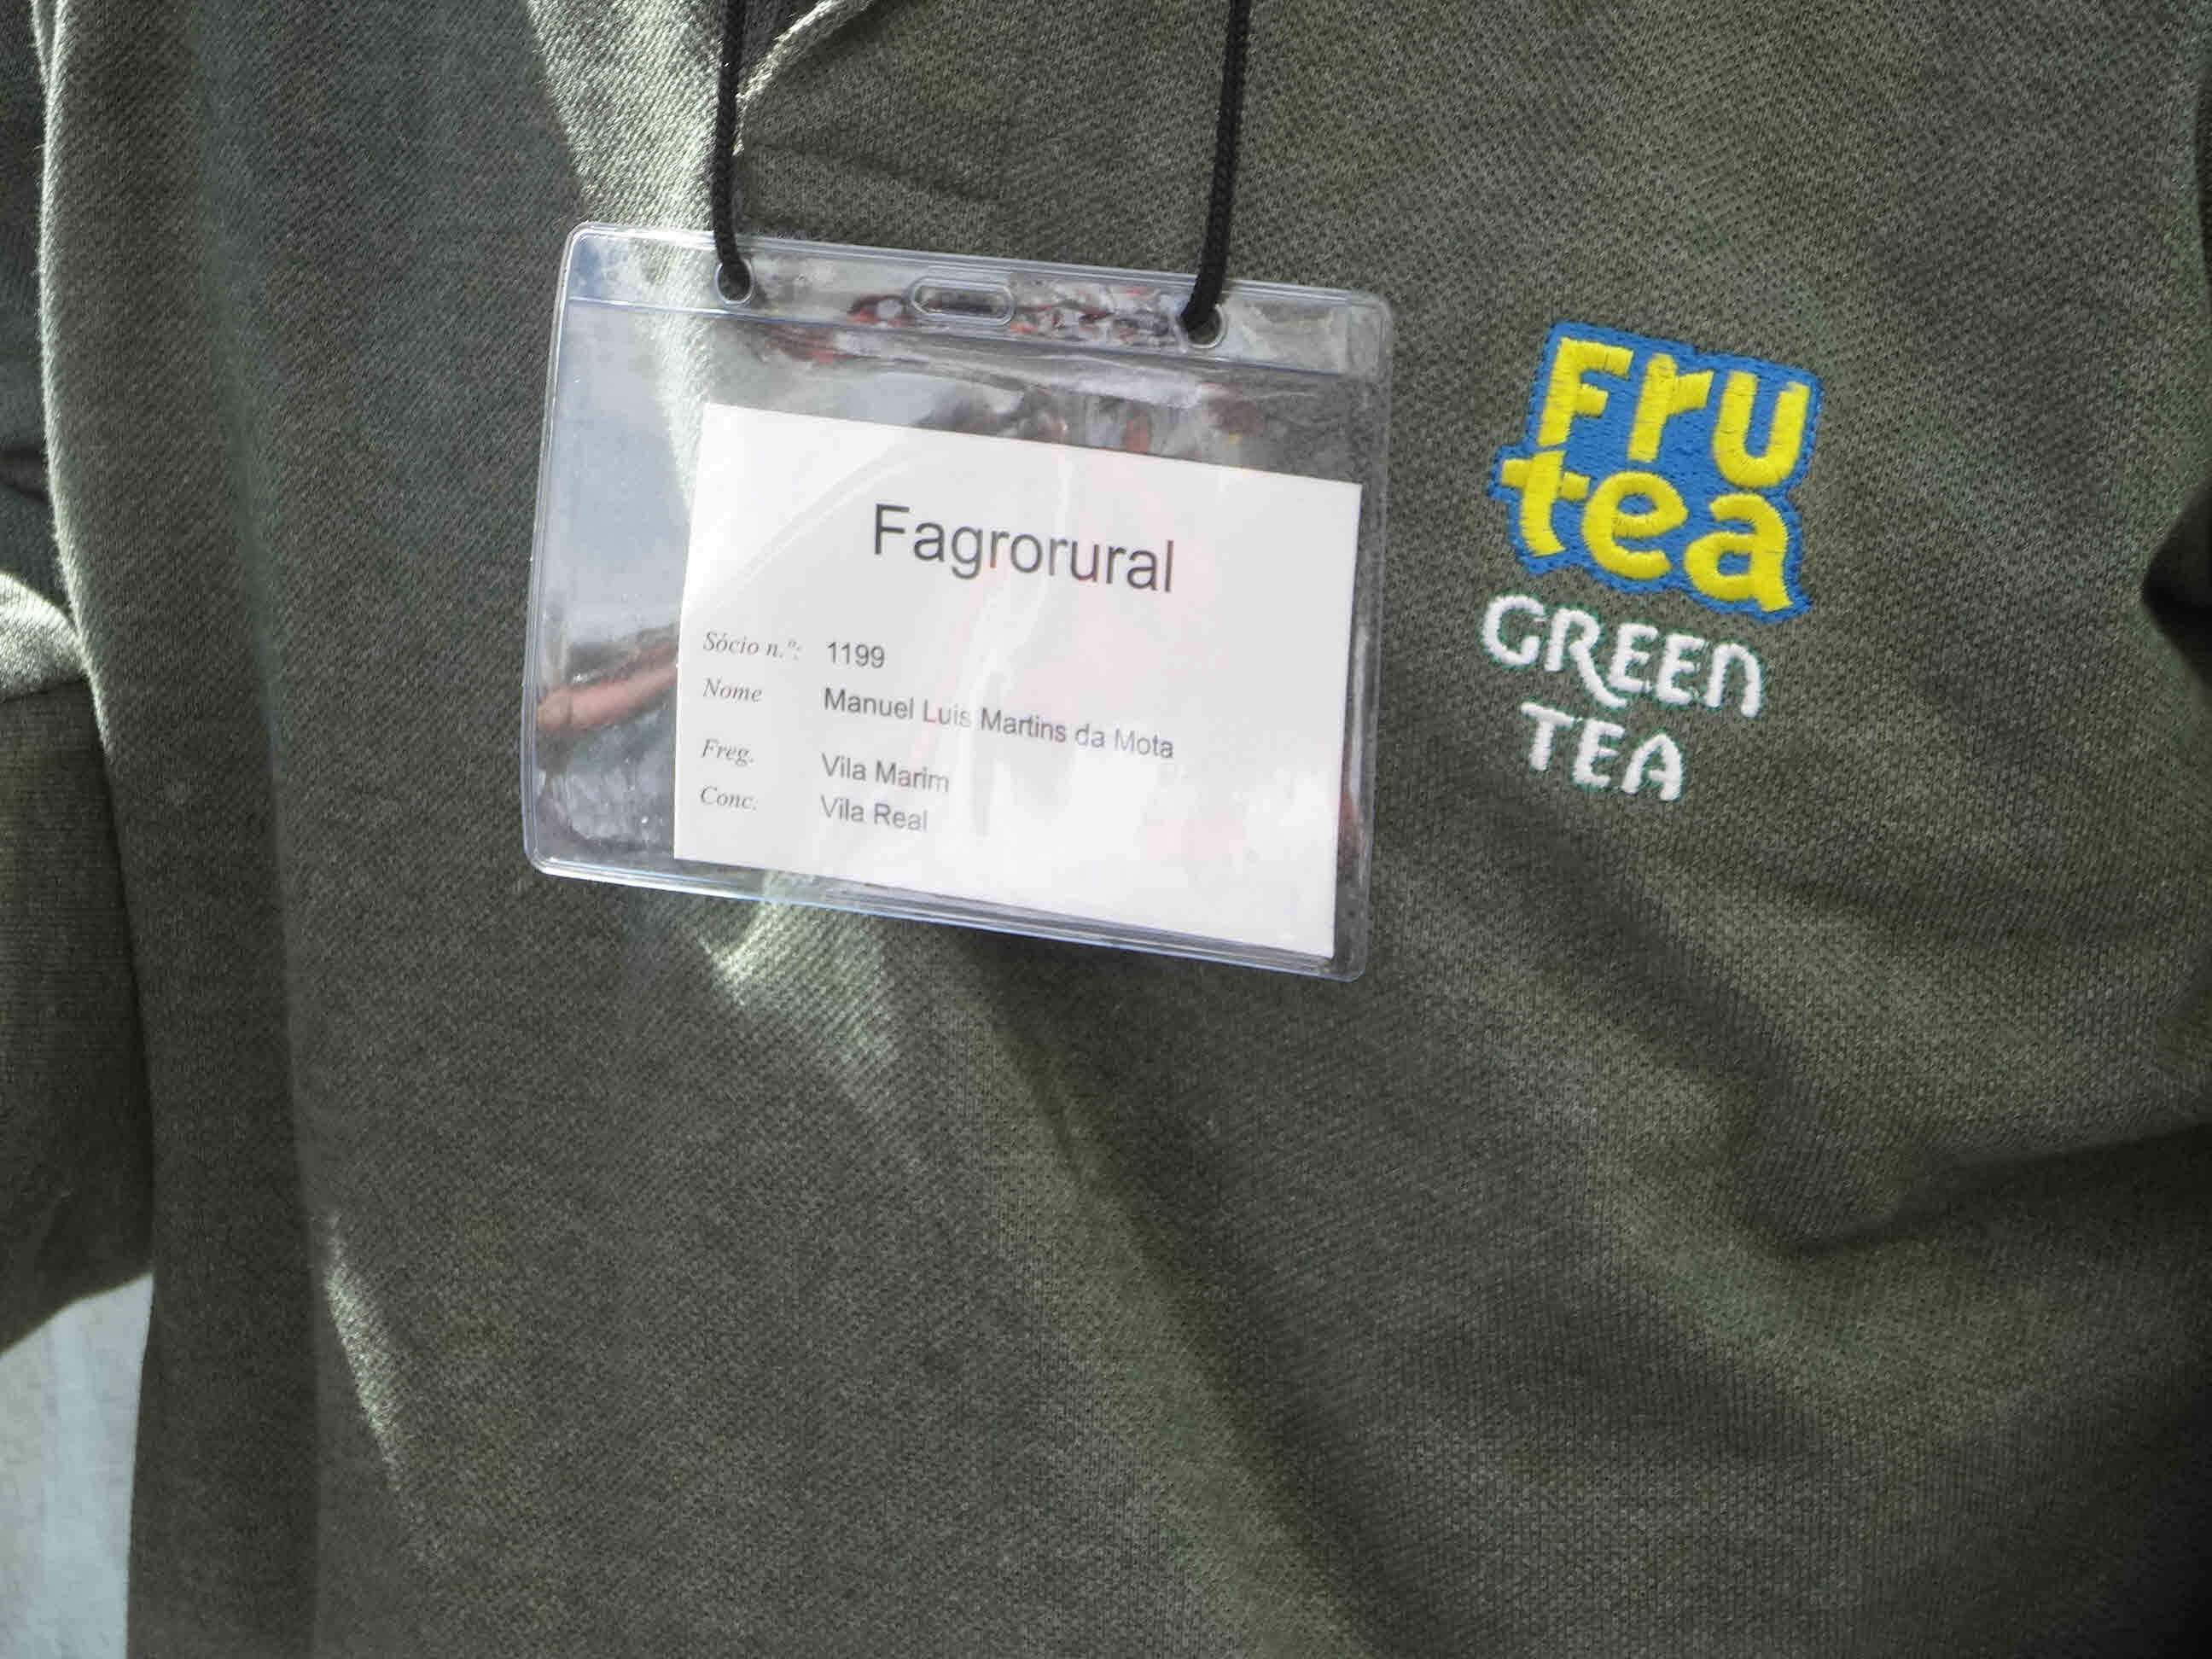 Fagrorural
Sócio n.º: 1199
Nome Manuel Luis Martins da Mota
Freg. Vila Marim
Conc. Vila Real
Fru
tea
GREEN
TEA